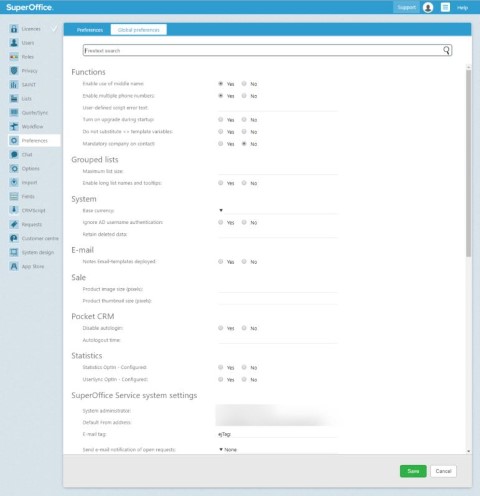 SuperOffice.
Support
Help
Licences
Users
Roles
Privacy
SAINT
Lists
Quote/Sync
Workflow
Preferences
Chat
Options
Import
Fields
CRMScript
Requests
Customer centre
System design
App Store
Preferences
Global preferences
Freetext search
Functions
Enable use of middle name: Yes No
Enable multiple phone numbers: Yes No
User-defined script error text:
Turn on upgrade during startup: Yes No
Do not substitute <> template variables: Yes No
Mandatory company on contact: Yes No
Grouped lists
Maximum list size:
Enable long list names and tooltips: Yes No
System
Base currency:
Ignore AD username authentication: Yes No
Retain deleted data:
E-mail
Notes Email-templates deployed: Yes No
Sale
Product image size (pixels):
Product thumbnail size (pixels):
Pocket CRM
Disable autologin: Yes No
Autologout time:
Statistics
Statistics Optin - Configured: Yes No
UserSync Optin - Configured: Yes No
SuperOffice Service system settings
System administrator:
Default From address:
E-mail tag: ejTag:
Send e-mail notification of open requests: None
Save
Cancel